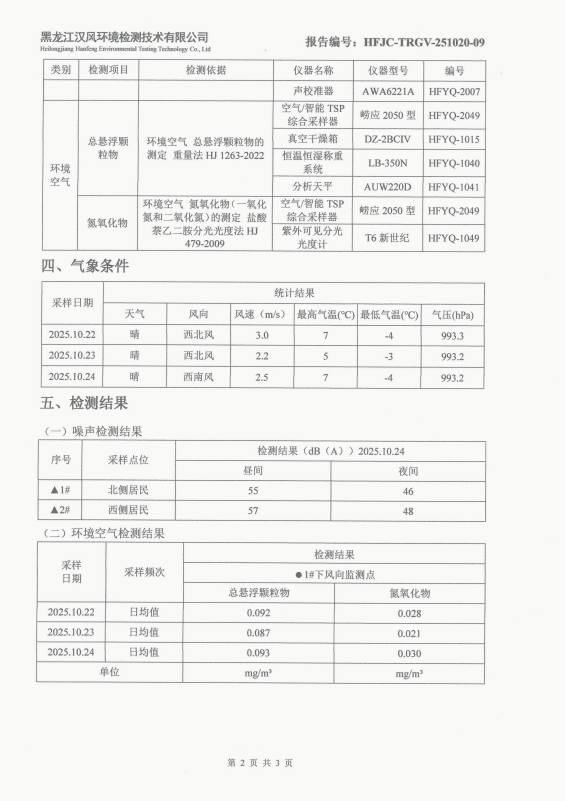 黑龙江汉风环境检测技术有限公司
Heilongjiang Hanfeng Environmental Testing Technology Co., Ltd
报告编号：HFJC-TRGV-251020-09
类别 检测项目 检测依据 仪器名称 仪器型号 编号
声校准器 AWA6221A HFYQ-2007
环境空气
总悬浮颗粒物
环境空气 总悬浮颗粒物的
测定 重量法 HJ 1263-2022
空气/智能 TSP
综合采样器
崂应 2050 型 HFYQ-2049
真空干燥箱 DZ-2BCIV HFYQ-1015
恒温恒湿称重
系统
LB-350N HFYQ-1040
分析天平 AUW220D HFYQ-1041
氮氧化物
环境空气 氮氧化物（一氧化
氮和二氧化氮）的测定 盐酸
萘乙二胺分光光度法 HJ
479-2009
空气/智能 TSP
综合采样器
崂应 2050 型 HFYQ-2049
紫外可见分光
光度计
T6 新世纪 HFYQ-1049
四、气象条件
采样日期 统计结果
天气 风向 风速（m/s） 最高气温(℃) 最低气温(℃) 气压(hPa)
2025.10.22 晴 西北风 3.0 7 -4 993.3
2025.10.23 晴 西北风 2.2 5 -3 993.2
2025.10.24 晴 西南风 2.5 7 -4 993.2
五、检测结果
（一）噪声检测结果
序号 采样点位 检测结果（dB（A））2025.10.24
昼间 夜间
▲1# 北侧居民 55 46
▲2# 西侧居民 57 48
（二）环境空气检测结果
采样
日期
采样频次 检测结果
●1#下风向监测点
总悬浮颗粒物 氮氧化物
2025.10.22 日均值 0.092 0.028
2025.10.23 日均值 0.087 0.021
2025.10.24 日均值 0.093 0.030
单位 mg/m³ mg/m³
第 2 页 共 3 页